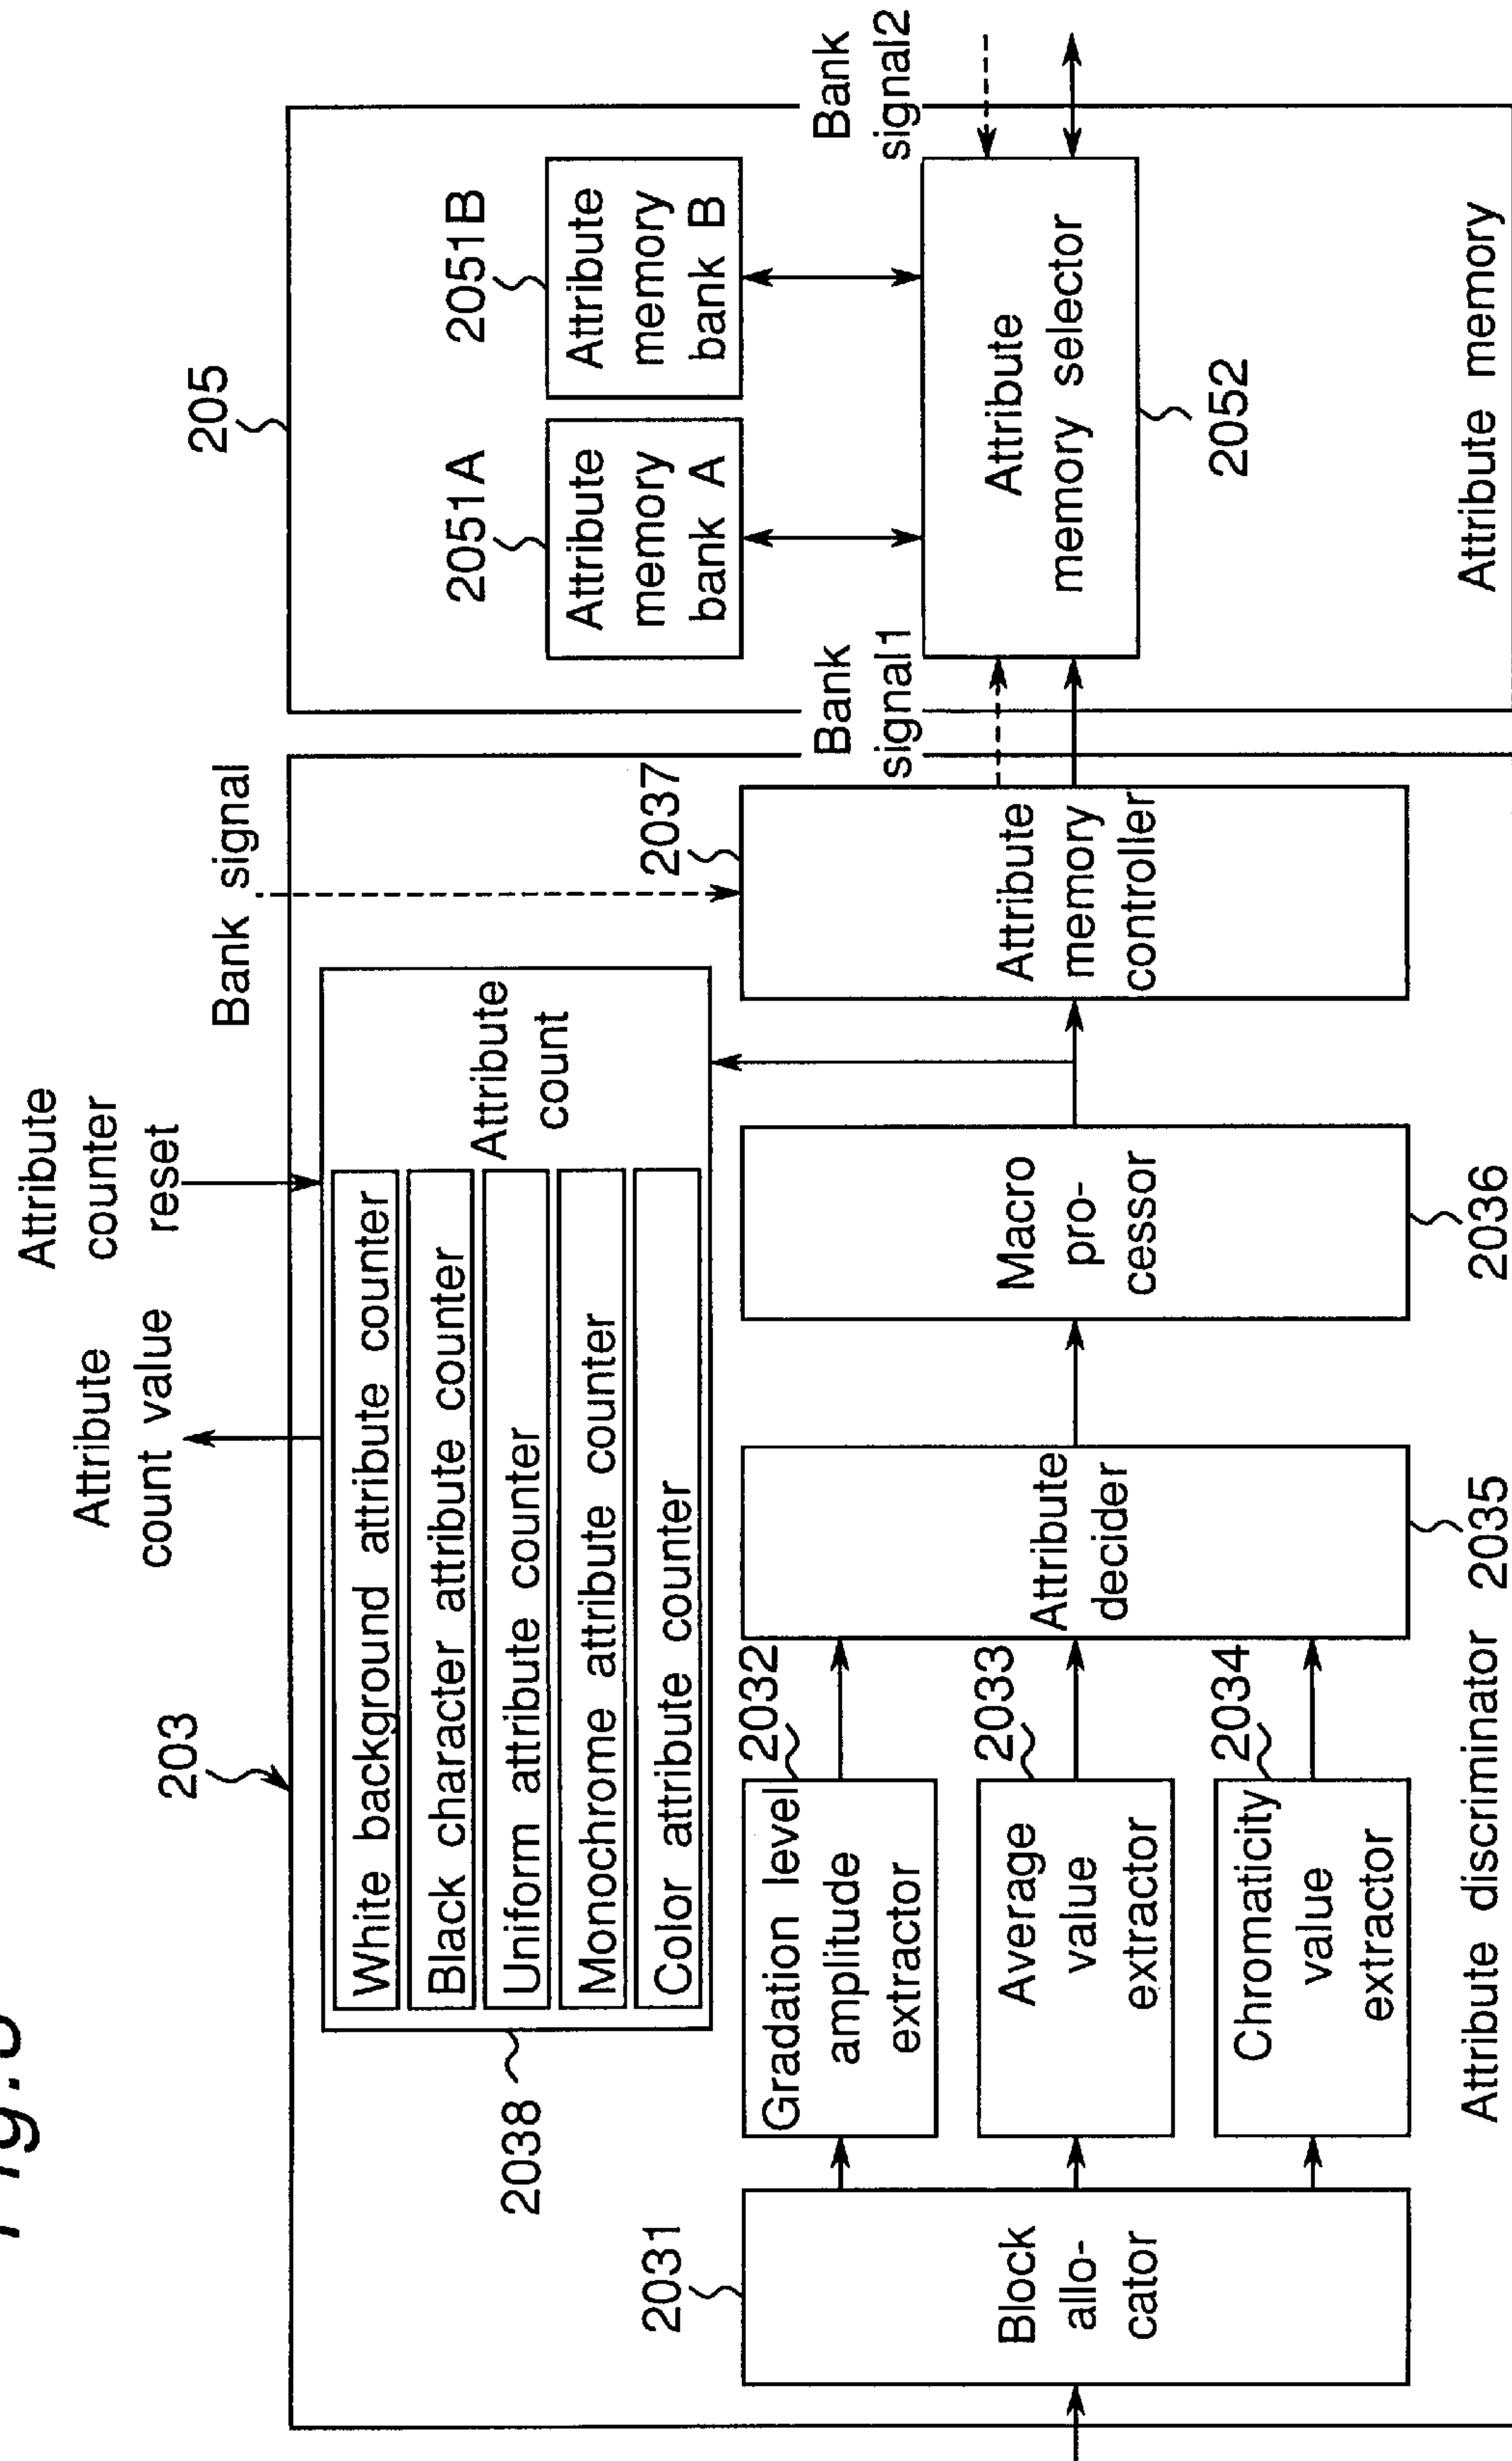 Attribute
counter
reset
Attribute
count value
Bank signal
203
205
White background attribute counter
Black character attribute counter
Uniform attribute counter
Monochrome attribute counter
Color attribute counter
Attribute
count
2038
2031
Block
allo-
cator
2032
Gradation level
amplitude
extractor
2033
Average
value
extractor
2034
Chromaticity
value
extractor
Attribute
decider
2035
Macro
pro-
cessor
2036
2037
Attribute
memory
controller
Attribute discriminator
Bank
signal1
2051A
Attribute
memory
bank A
2051B
Attribute
memory
bank B
Attribute
memory selector
2052
Bank
signal2
Attribute memory